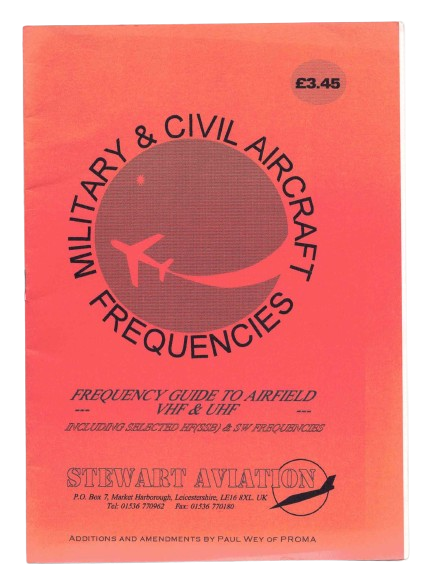 £3.45
MILITARY & CIVIL AIRCRAFT
FREQUENCIES
FREQUENCY GUIDE TO AIRFIELD
--- VHF & UHF ---
INCLUDING SELECTED HF(SSB) & SW FREQUENCIES
STEWART AVIATION
P.O. Box 7, Market Harborough, Leicestershire, LE16 8XL. UK
Tel: 01536 770962 Fax: 01536 770180
ADDITIONS AND AMENDMENTS BY PAUL WEY OF PROMA